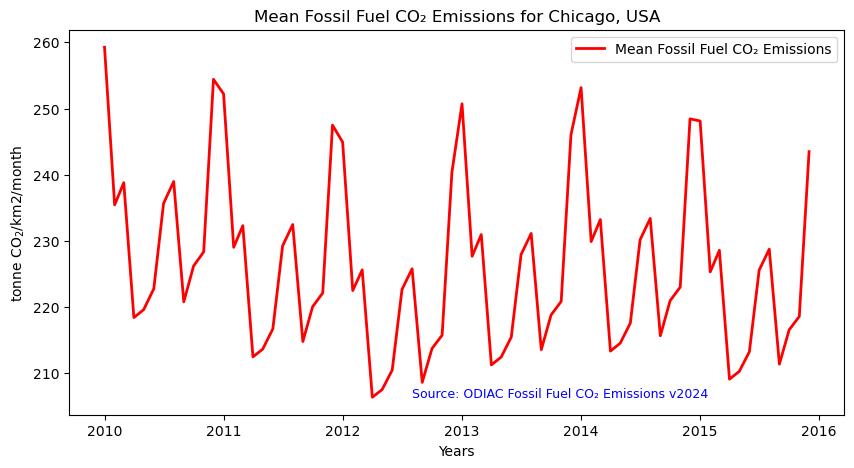 Mean Fossil Fuel CO₂ Emissions for Chicago, USA
Mean Fossil Fuel CO₂ Emissions
tonne CO₂/km2/month
260
250
240
230
220
210
Source: ODIAC Fossil Fuel CO₂ Emissions v2024
2010 2011 2012 2013 2014 2015 2016
Years